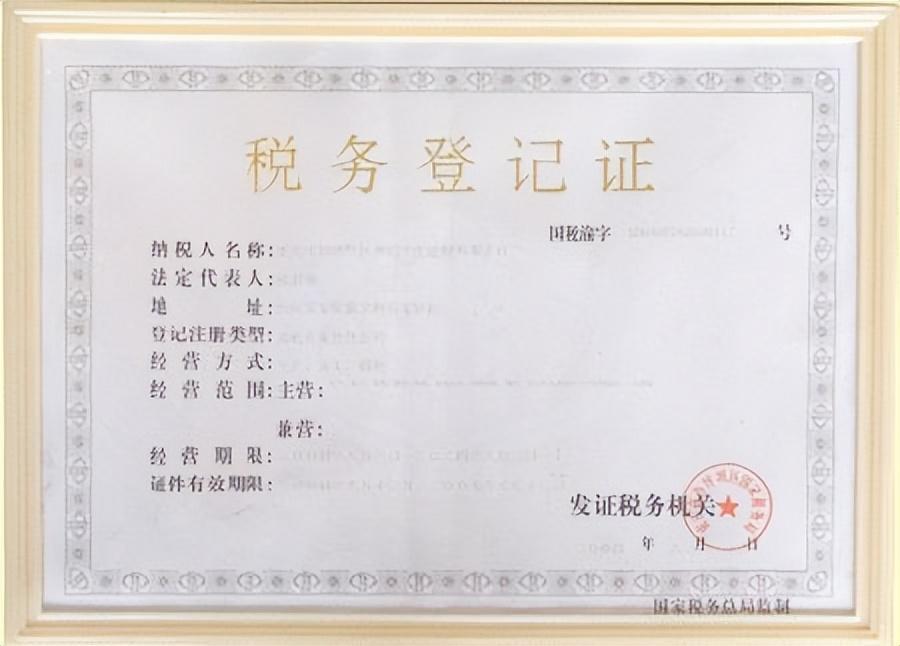 税务登记证
国税渝字 号
纳税人名称:
法定代表人:
地 址:
登记注册类型:
经营方式:
经营范围:主营:
兼营:
经营期限:
证件有效期限:
发证税务机关
年 月 日
国家税务总局监制